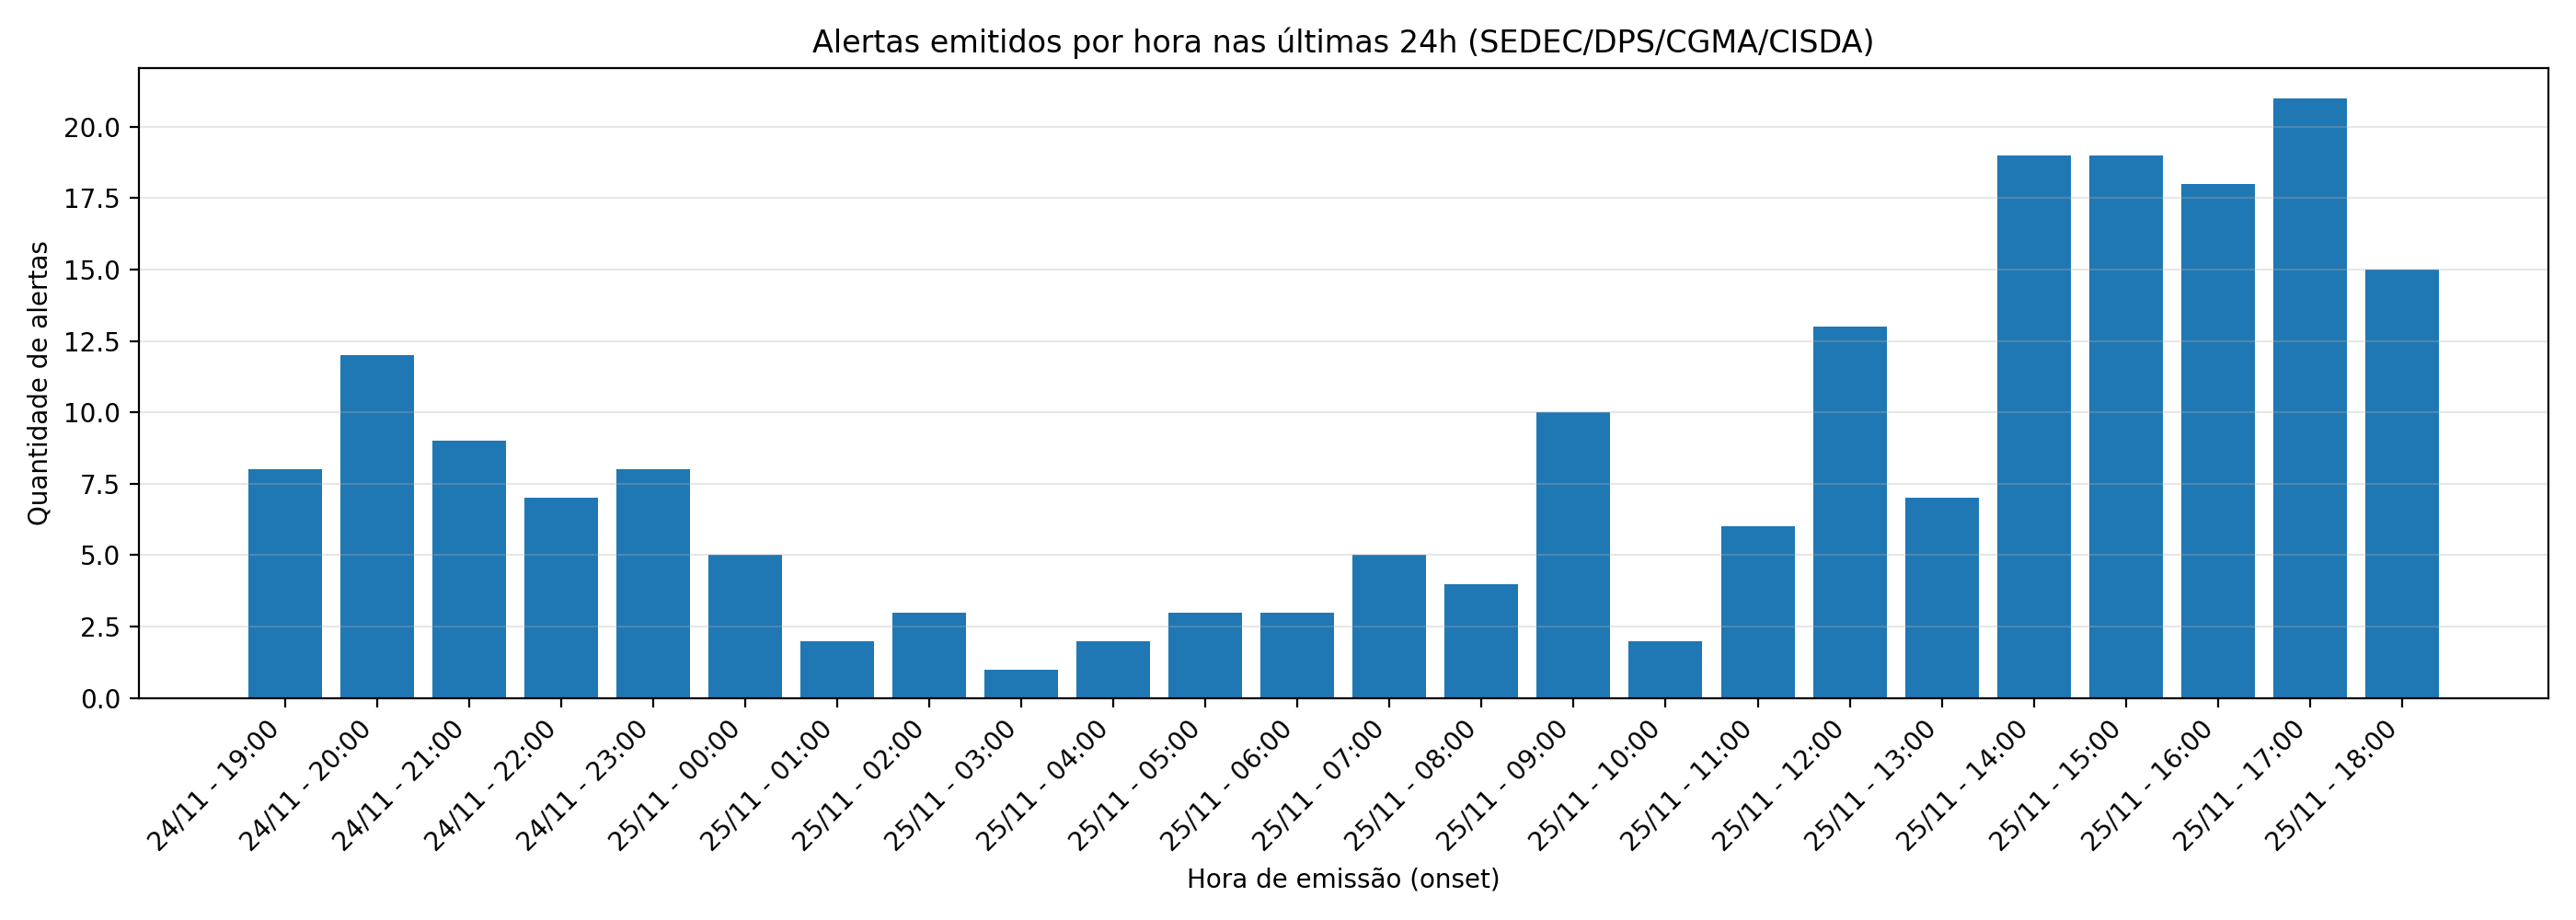 Alertas emitidos por hora nas últimas 24h (SEDEC/DPS/CGMA/CISDA)
Quantidade de alertas
20.0
17.5
15.0
12.5
10.0
7.5
5.0
2.5
0.0
24/11 - 19:00
24/11 - 20:00
24/11 - 21:00
24/11 - 22:00
24/11 - 23:00
25/11 - 00:00
25/11 - 01:00
25/11 - 02:00
25/11 - 03:00
25/11 - 04:00
25/11 - 05:00
25/11 - 06:00
25/11 - 07:00
25/11 - 08:00
25/11 - 09:00
25/11 - 10:00
25/11 - 11:00
25/11 - 12:00
25/11 - 13:00
25/11 - 14:00
25/11 - 15:00
25/11 - 16:00
25/11 - 17:00
25/11 - 18:00
Hora de emissão (onset)